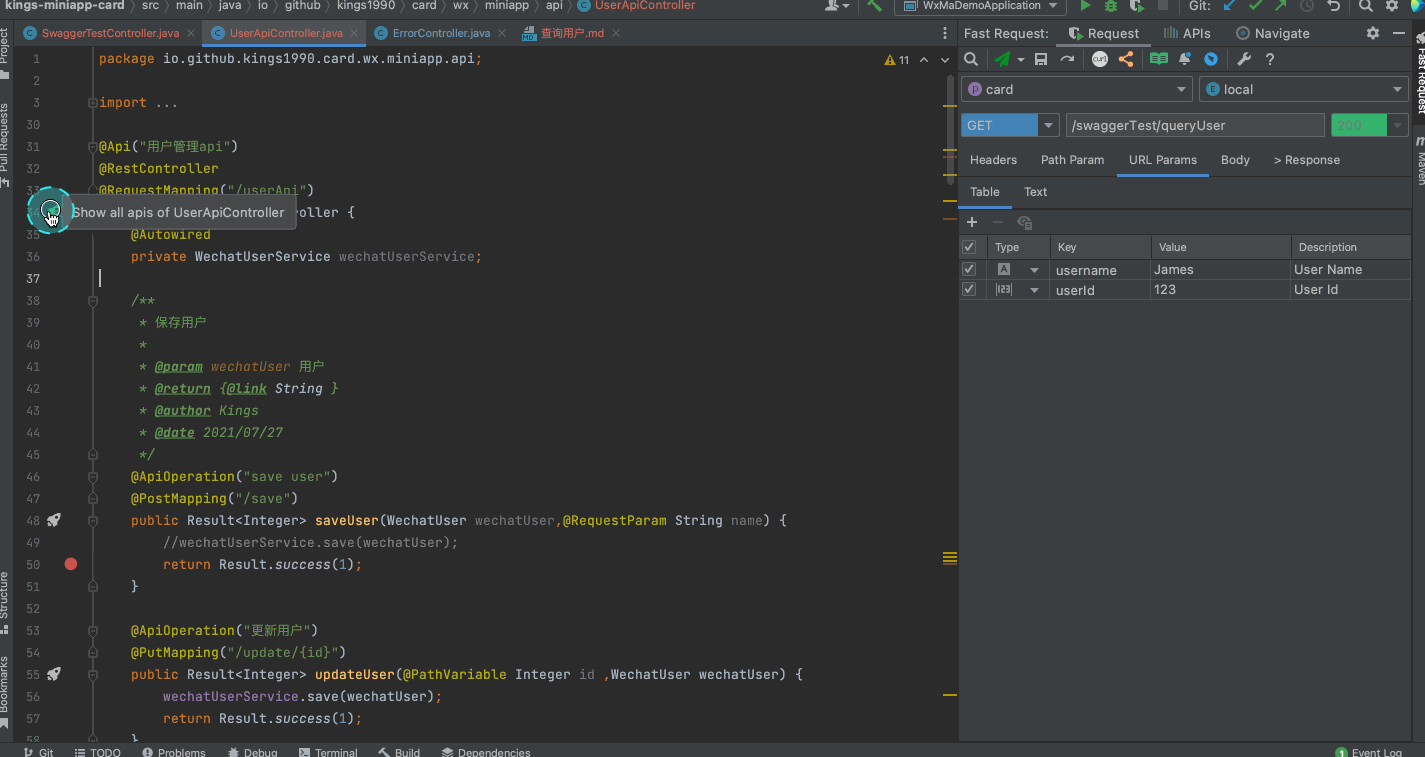 kings-miniapp-card 〉 src 〉 main 〉 java 〉 io 〉 github 〉 kings1990 〉 card 〉 wx 〉 miniapp 〉 api 〉 UserApiController
WxMaDemoApplication
Git:
SwaggerTestController.java
UserApiController.java
ErrorController.java
查询用户.md
1 package io.github.kings1990.card.wx.miniapp.api;
11
2
3 import ...
30
31 @Api("用户管理api")
32 @RestController
33 @RequestMapping("/userApi")
Show all apis of UserApiController
{
35 @Autowired
36 private WechatUserService wechatUserService;
37
38 /**
39 * 保存用户
40 *
41 * @param wechatUser 用户
42 * @return {@link String }
43 * @author Kings
44 * @date 2021/07/27
45 */
46 @ApiOperation("save user")
47 @PostMapping("/save")
48 public Result<Integer> saveUser(WechatUser wechatUser,@RequestParam String name) {
49 //wechatUserService.save(wechatUser);
50 return Result.success(1);
51 }
52
53 @ApiOperation("更新用户")
54 @PutMapping("/update/{id}")
55 public Result<Integer> updateUser(@PathVariable Integer id ,WechatUser wechatUser) {
56 wechatUserService.save(wechatUser);
57 return Result.success(1);
58 }
Project
Pull Requests
Structure
Bookmarks
Fast Request:
Request
APIs
Navigate
curl
card
local
GET
/swaggerTest/queryUser
200
Headers
Path Param
URL Params
Body
> Response
Table
Text
Type Key Value Description
username James User Name
userId 123 User Id
Fast Request
Maven
Git
TODO
Problems
Debug
Terminal
Build
Dependencies
1 Event Log